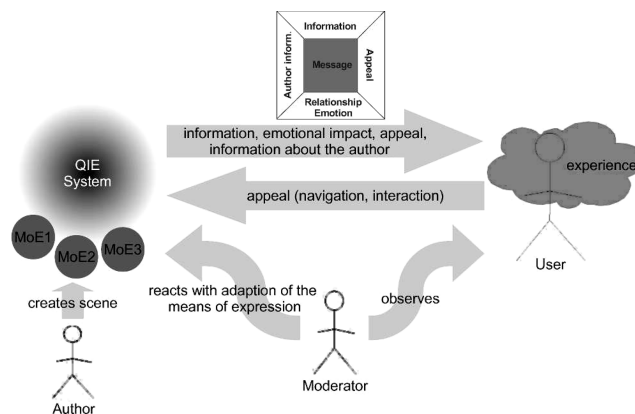 Information
Author inform.
Message
Appeal
Relationship
Emotion
information, emotional impact, appeal,
information about the author
QIE
System
experience
appeal (navigation, interaction)
MoE1
MoE2
MoE3
User
creates scene
reacts with adaption of the
means of expression
observes
Moderator
Author